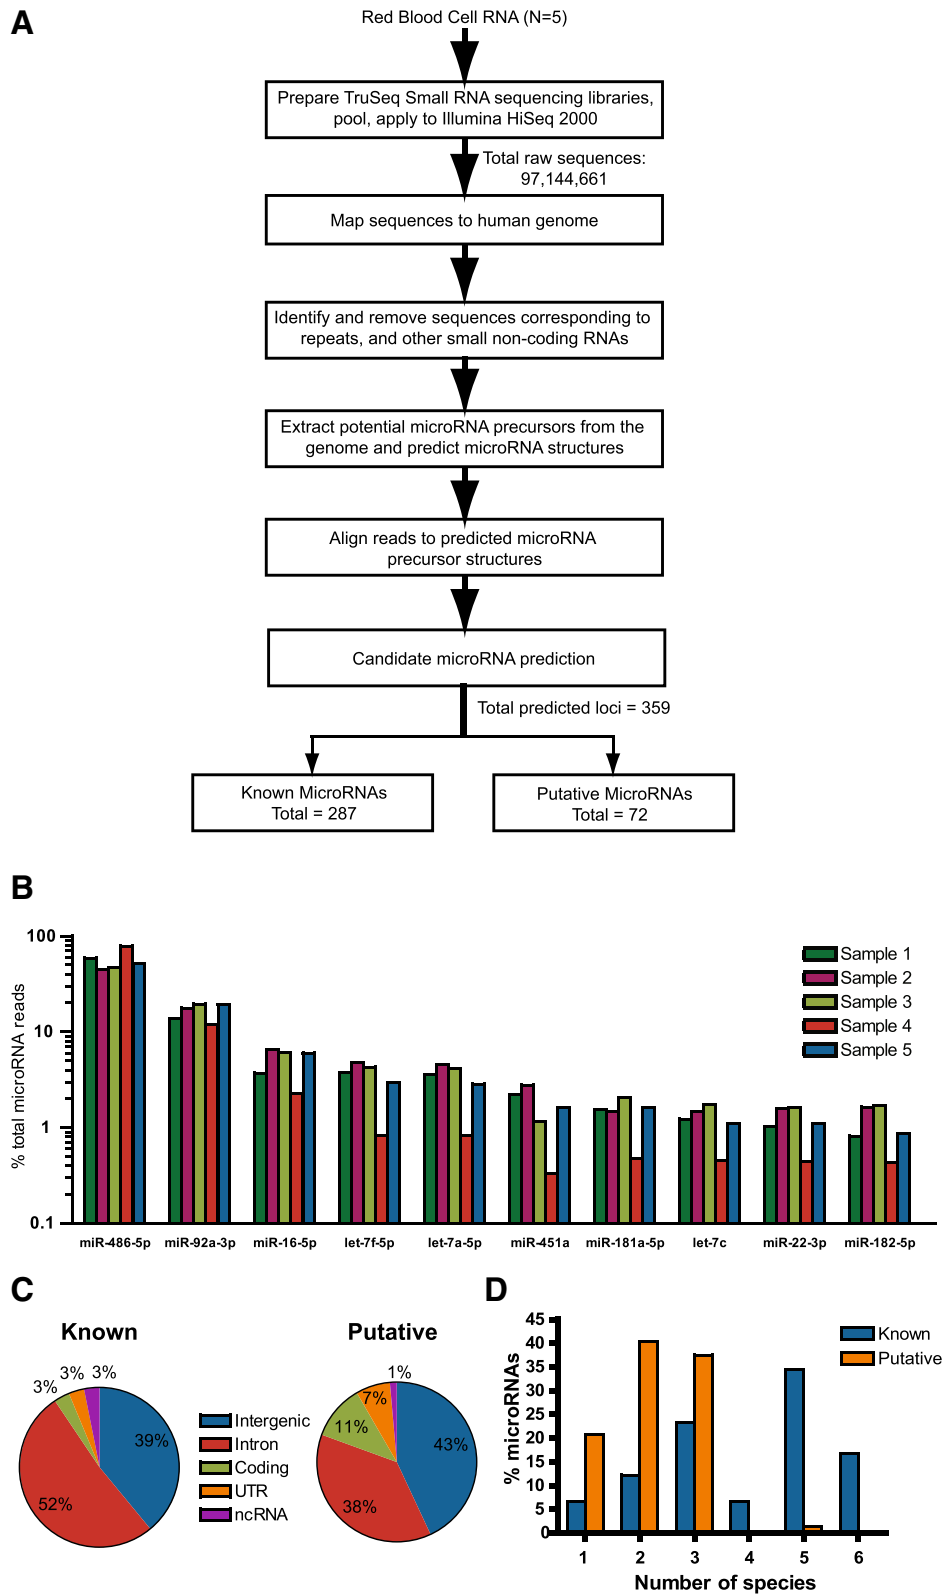 A
Red Blood Cell RNA (N=5)
Prepare TruSeq Small RNA sequencing libraries,
pool, apply to Illumina HiSeq 2000
Total raw sequences:
97,144,661
Map sequences to human genome
Identify and remove sequences corresponding to
repeats, and other small non-coding RNAs
Extract potential microRNA precursors from the
genome and predict microRNA structures
Align reads to predicted microRNA
precursor structures
Candidate microRNA prediction
Total predicted loci = 359
Known MicroRNAs
Total = 287
Putative MicroRNAs
Total = 72
B
% total microRNA reads
100
10
1
0.1
Sample 1
Sample 2
Sample 3
Sample 4
Sample 5
miR-486-5p
miR-92a-3p
miR-16-5p
let-7f-5p
let-7a-5p
miR-451a
miR-181a-5p
let-7c
miR-22-3p
miR-182-5p
C
Known
3%
3%
3%
39%
52%
Intergenic
Intron
Coding
UTR
ncRNA
Putative
1%
7%
11%
43%
38%
D
% microRNAs
45
40
35
30
25
20
15
10
5
0
Known
Putative
1
2
3
4
5
6
Number of species